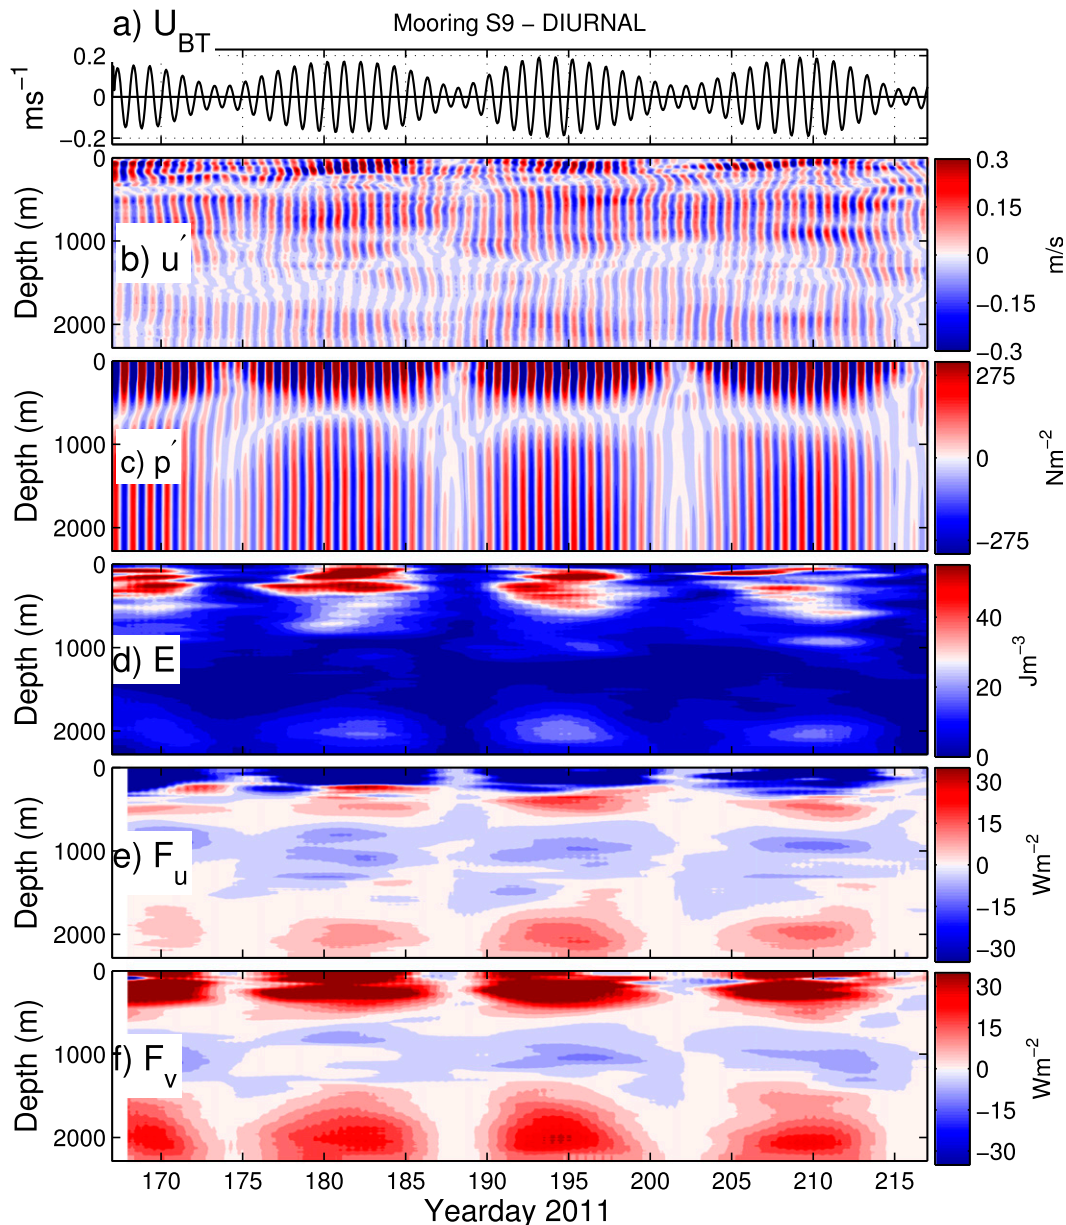 a) U_BT Mooring S9 – DIURNAL
ms⁻¹
0.2
0
−0.2
Depth (m)
0
1000
2000
b) u′
0.3
0.15
0
−0.15
−0.3
m/s
Depth (m)
0
1000
2000
c) p′
275
0
−275
Nm⁻²
Depth (m)
0
1000
2000
d) E
40
20
0
Jm⁻³
Depth (m)
0
1000
2000
e) F_u
30
15
0
−15
−30
Wm⁻²
Depth (m)
0
1000
2000
f) F_v
30
15
0
−15
−30
Wm⁻²
170 175 180 185 190 195 200 205 210 215
Yearday 2011